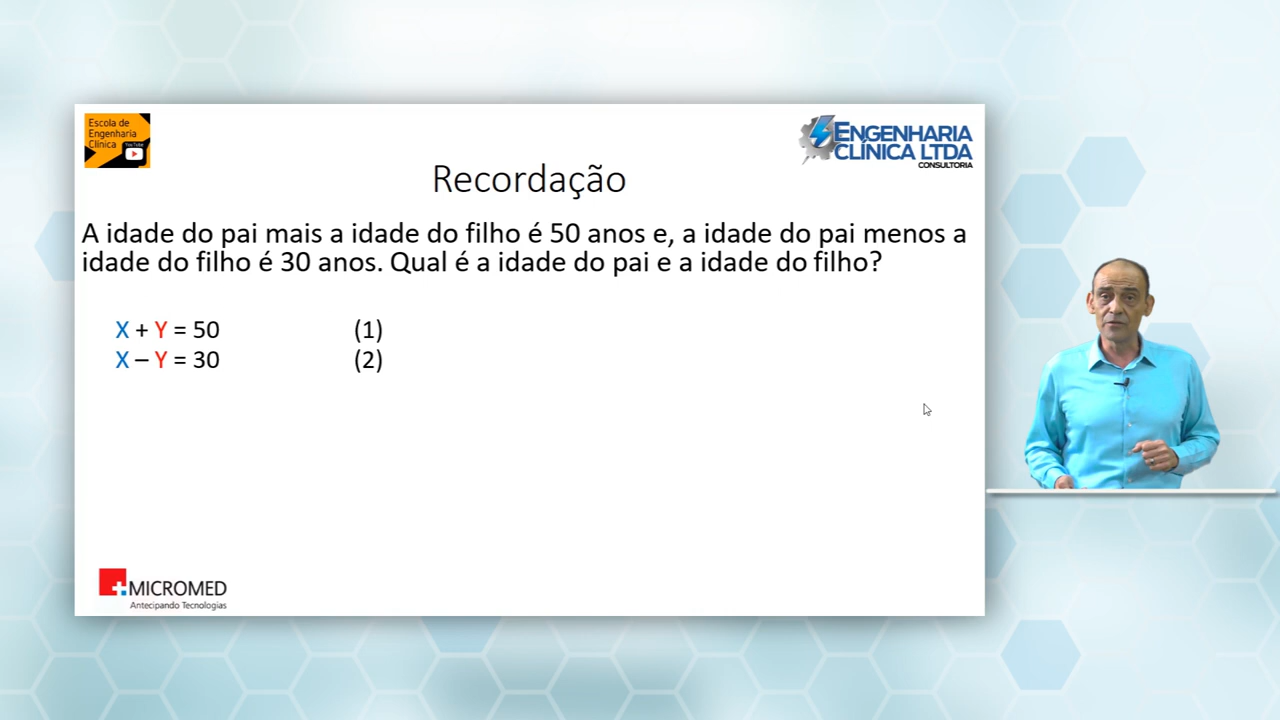 Escola de
Engenharia
Clínica
YouTube
ENGENHARIA
CLÍNICA LTDA
CONSULTORIA
Recordação
A idade do pai mais a idade do filho é 50 anos e, a idade do pai menos a
idade do filho é 30 anos. Qual é a idade do pai e a idade do filho?
X + Y = 50 (1)
X – Y = 30 (2)
MICROMED
Antecipando Tecnologias